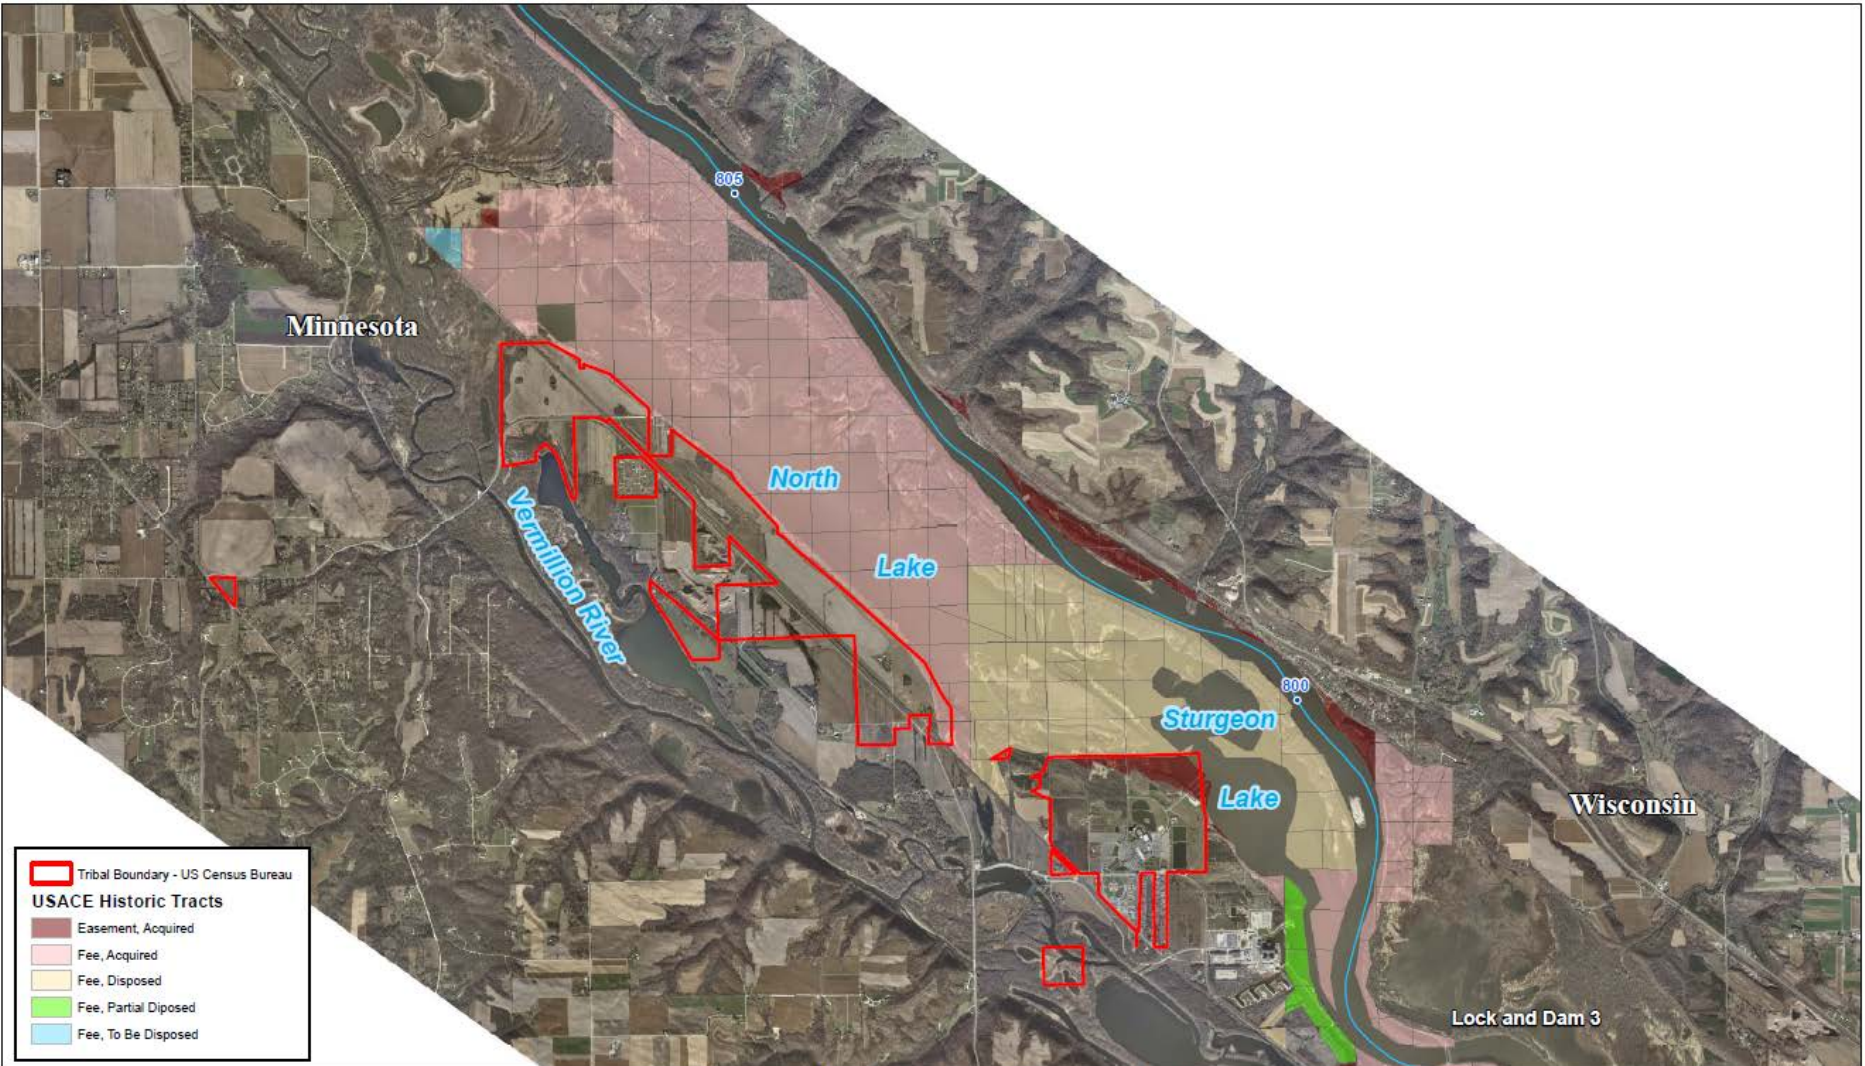 805
Minnesota
North
Lake
Vermillion River
800
Sturgeon
Lake
Wisconsin
Lock and Dam 3
Tribal Boundary - US Census Bureau
USACE Historic Tracts
Easement, Acquired
Fee, Acquired
Fee, Disposed
Fee, Partial Diposed
Fee, To Be Disposed